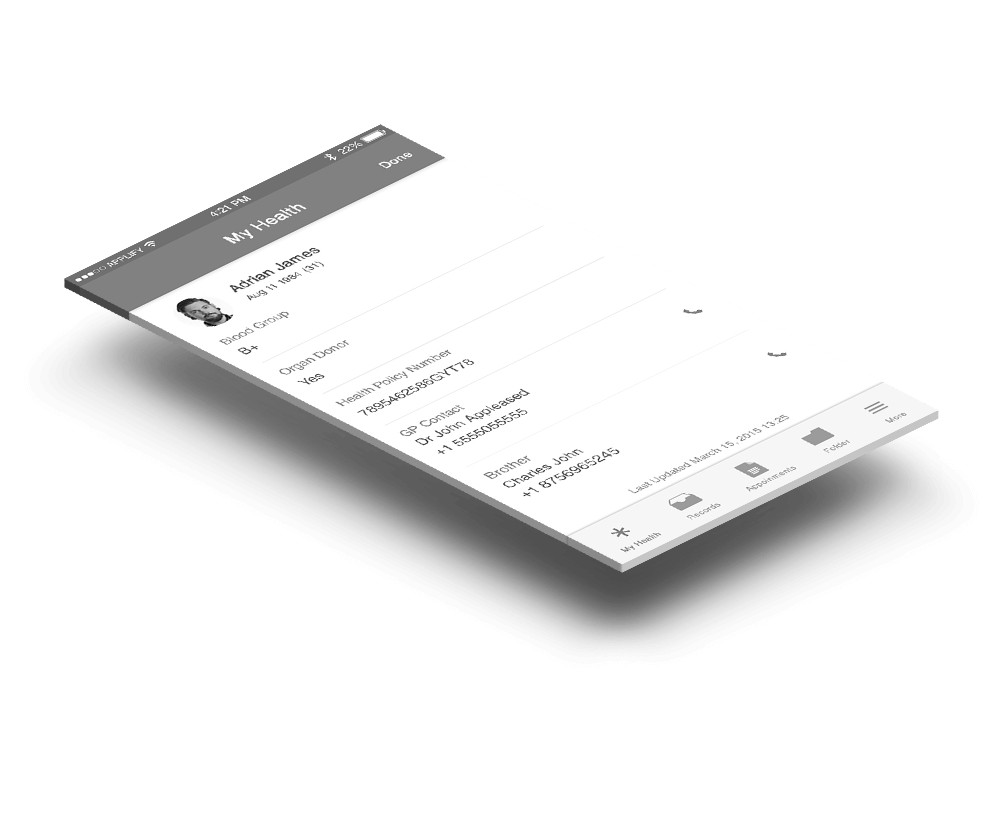 APPLIFY 4:21 PM 22%
My Health Done
Adrian James
Aug 11 1984 (31)
Blood Group
B+
Organ Donor
Yes
Health Policy Number
7895462586GYT78
GP Contact
Dr John Appleased
+1 5555055555
Brother
Charles John
+1 8756965245
Last Updated March 15, 2015 13:25
My Health Records Appointments Folder More